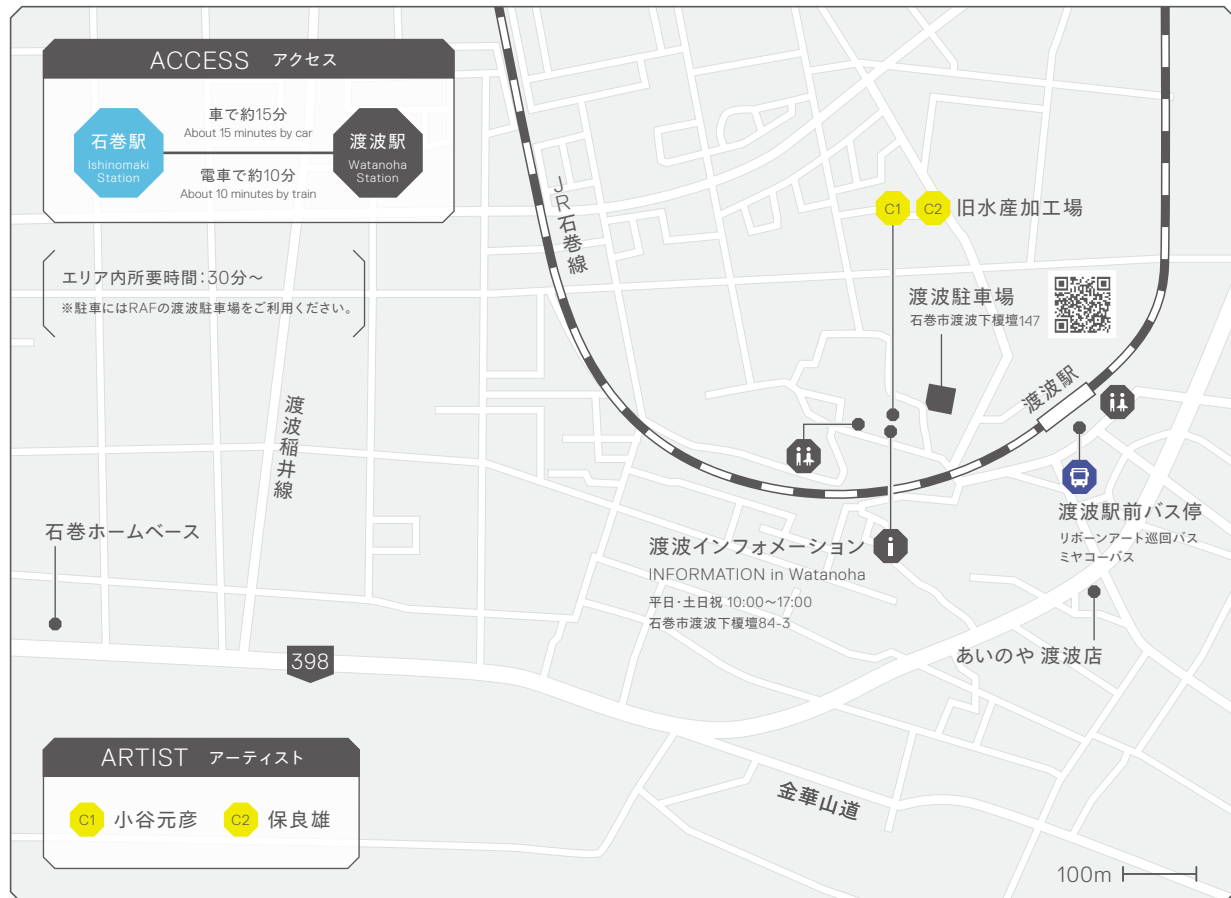 ACCESS アクセス
石巻駅
Ishinomaki
Station
車で約15分
About 15 minutes by car
電車で約10分
About 10 minutes by train
渡波駅
Watanoha
Station
エリア内所要時間:30分〜
※駐車にはRAFの渡波駐車場をご利用ください。
JR石巻線
C1 C2 旧水産加工場
渡波駐車場
石巻市渡波下榎壇147
渡波駅
渡波稲井線
石巻ホームベース
渡波インフォメーション
INFORMATION in Watanoha
平日・土日祝 10:00〜17:00
石巻市渡波下榎壇84-3
渡波駅前バス停
リボーンアート巡回バス
ミヤコーバス
あいのや 渡波店
398
金華山道
ARTIST アーティスト
C1 小谷元彦 C2 保良雄
100m